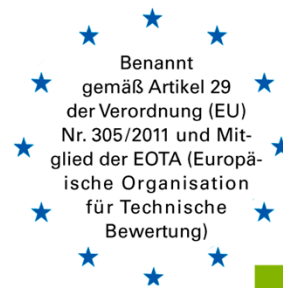 Benannt
gemäß Artikel 29
der Verordnung (EU)
Nr. 305/2011 und Mit-
glied der EOTA (Europä-
ische Organisation
für Technische
Bewertung)